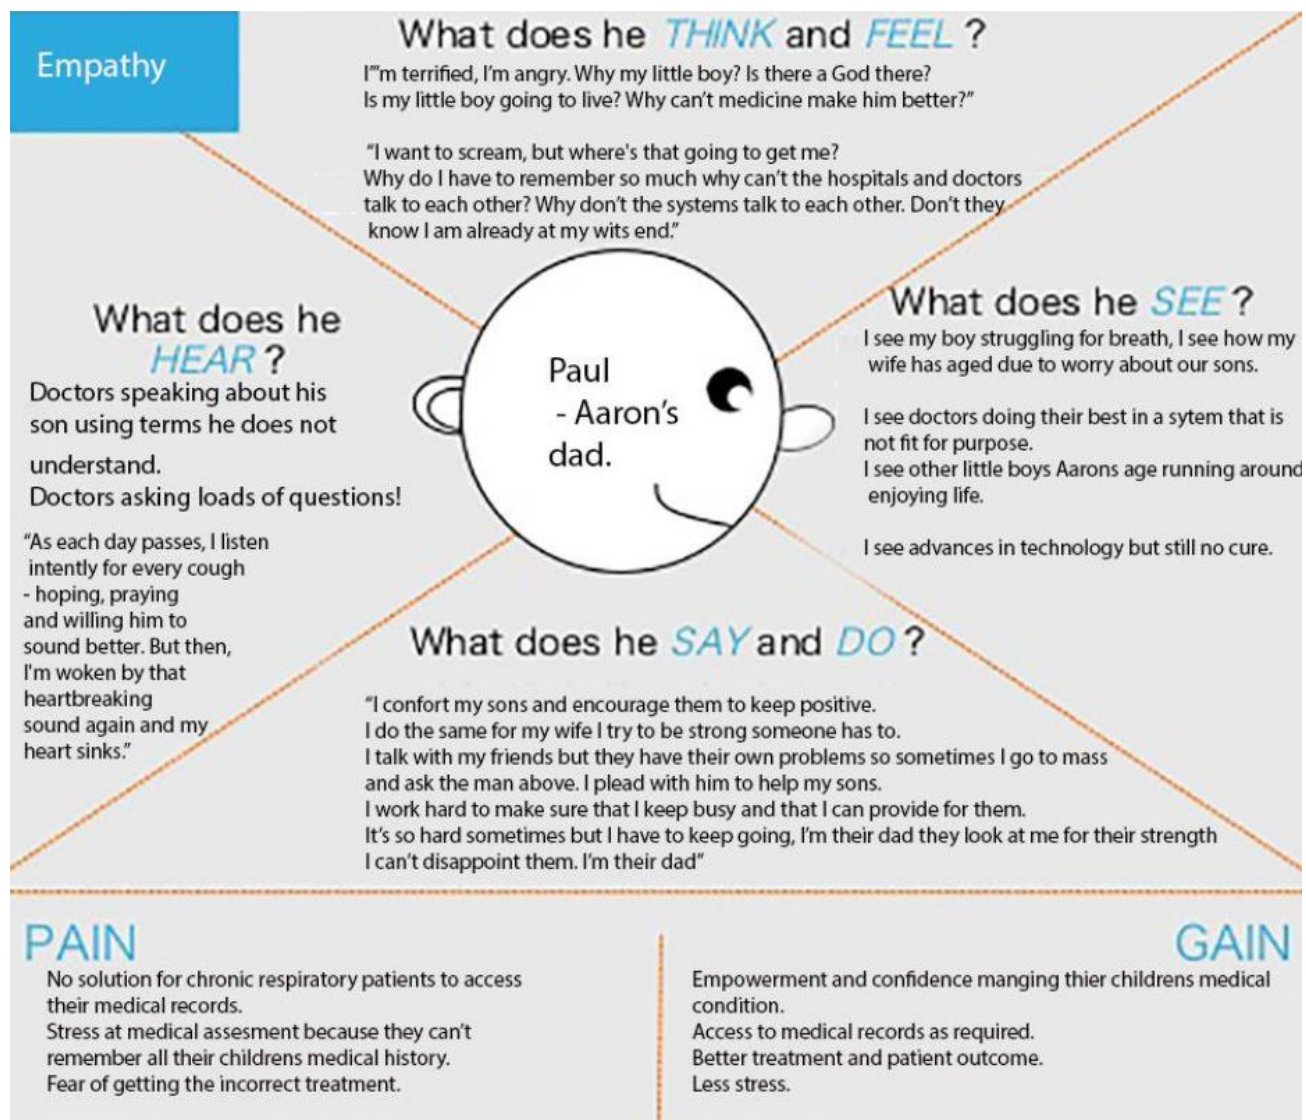 Empathy
What does he THINK and FEEL ?
I'"m terrified, I'm angry. Why my little boy? Is there a God there?
Is my little boy going to live? Why can't medicine make him better?"
"I want to scream, but where's that going to get me?
Why do I have to remember so much why can't the hospitals and doctors
talk to each other? Why don't the systems talk to each other. Don't they
know I am already at my wits end."
What does he
HEAR ?
Doctors speaking about his
son using terms he does not
understand.
Doctors asking loads of questions!
"As each day passes, I listen
intently for every cough
- hoping, praying
and willing him to
sound better. But then,
I'm woken by that
heartbreaking
sound again and my
heart sinks."
Paul
- Aaron's
dad.
What does he SEE ?
I see my boy struggling for breath, I see how my
wife has aged due to worry about our sons.
I see doctors doing their best in a sytem that is
not fit for purpose.
I see other little boys Aarons age running around
enjoying life.
I see advances in technology but still no cure.
What does he SAY and DO ?
"I confort my sons and encourage them to keep positive.
I do the same for my wife I try to be strong someone has to.
I talk with my friends but they have their own problems so sometimes I go to mass
and ask the man above. I plead with him to help my sons.
I work hard to make sure that I keep busy and that I can provide for them.
It's so hard sometimes but I have to keep going, I'm their dad they look at me for their strength
I can't disappoint them. I'm their dad"
PAIN
No solution for chronic respiratory patients to access
their medical records.
Stress at medical assesment because they can't
remember all their childrens medical history.
Fear of getting the incorrect treatment.
GAIN
Empowerment and confidence manging thier childrens medical
condition.
Access to medical records as required.
Better treatment and patient outcome.
Less stress.